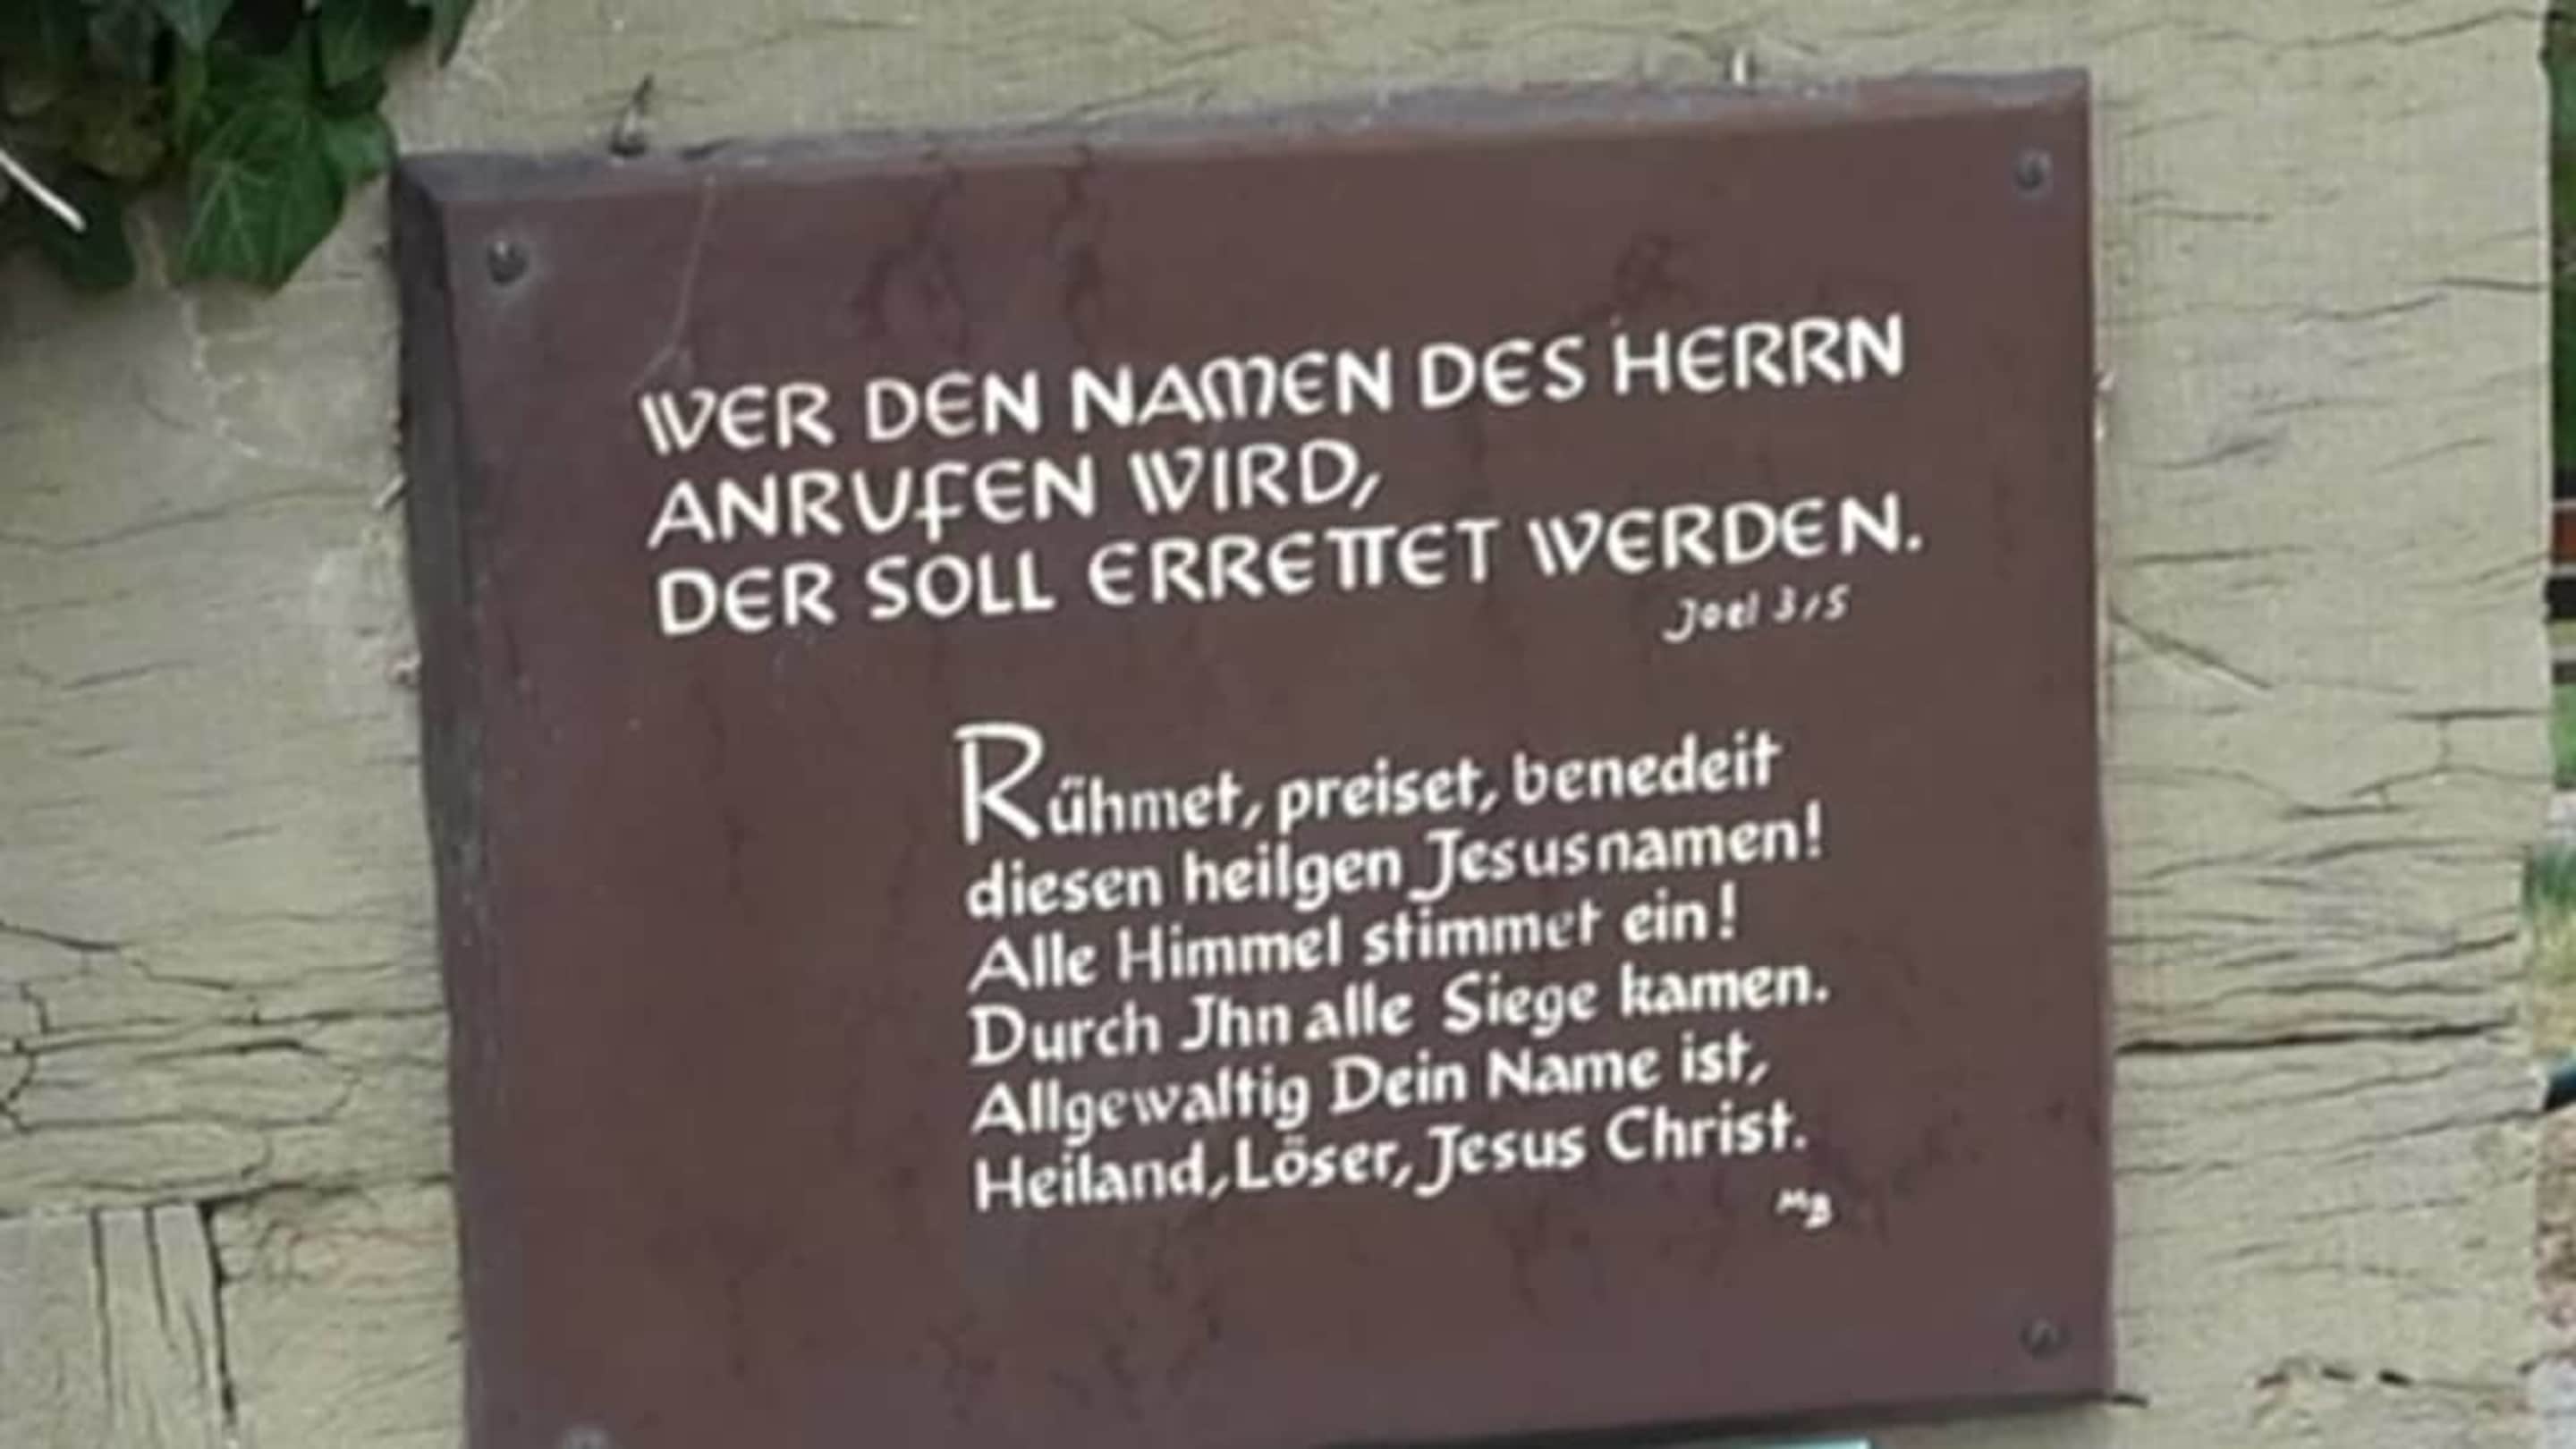 WER DEN NAMEN DES HERRN
ANRUFEN WIRD,
DER SOLL ERRETTET WERDEN.
Joel 3/5
Rühmet, preiset, benedeit
diesen heilgen Jesusnamen!
Alle Himmel stimmet ein!
Durch Jhn alle Siege kamen.
Allgewaltig Dein Name ist,
Heiland, Löser, Jesus Christ.
MB